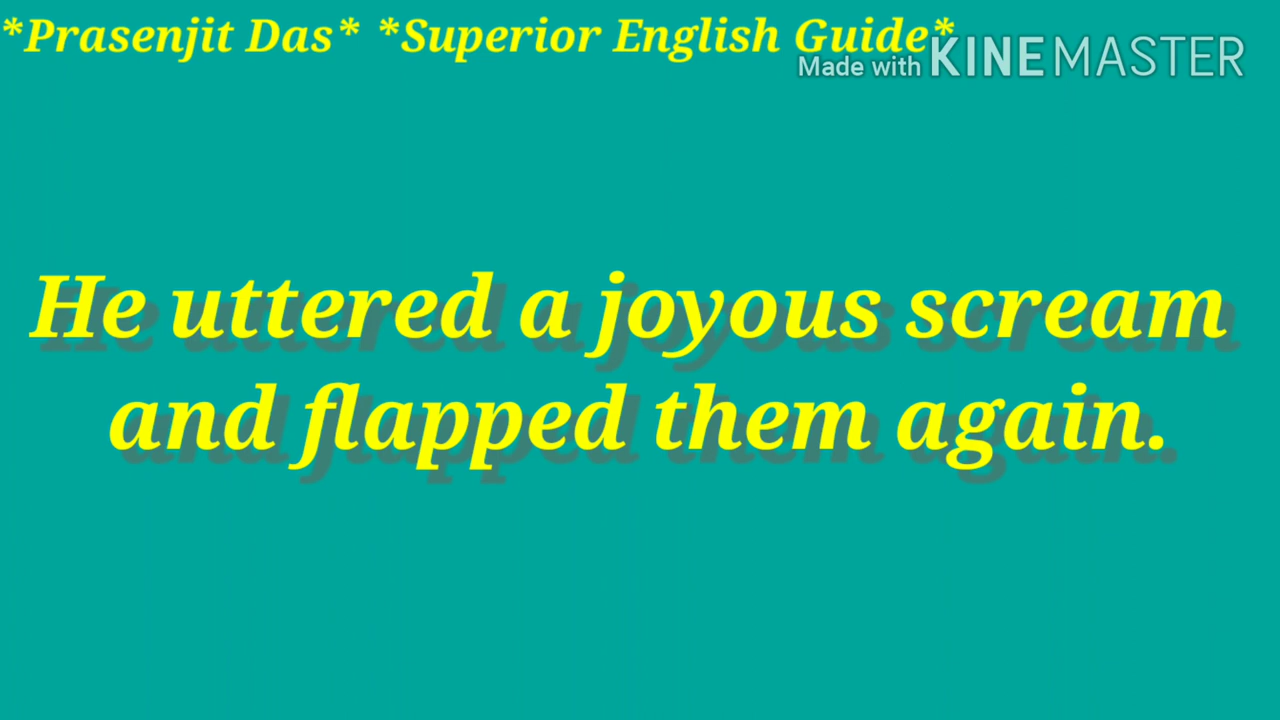 *Prasenjit Das* *Superior English Guide*
Made with KINEMASTER
He uttered a joyous scream
and flapped them again.